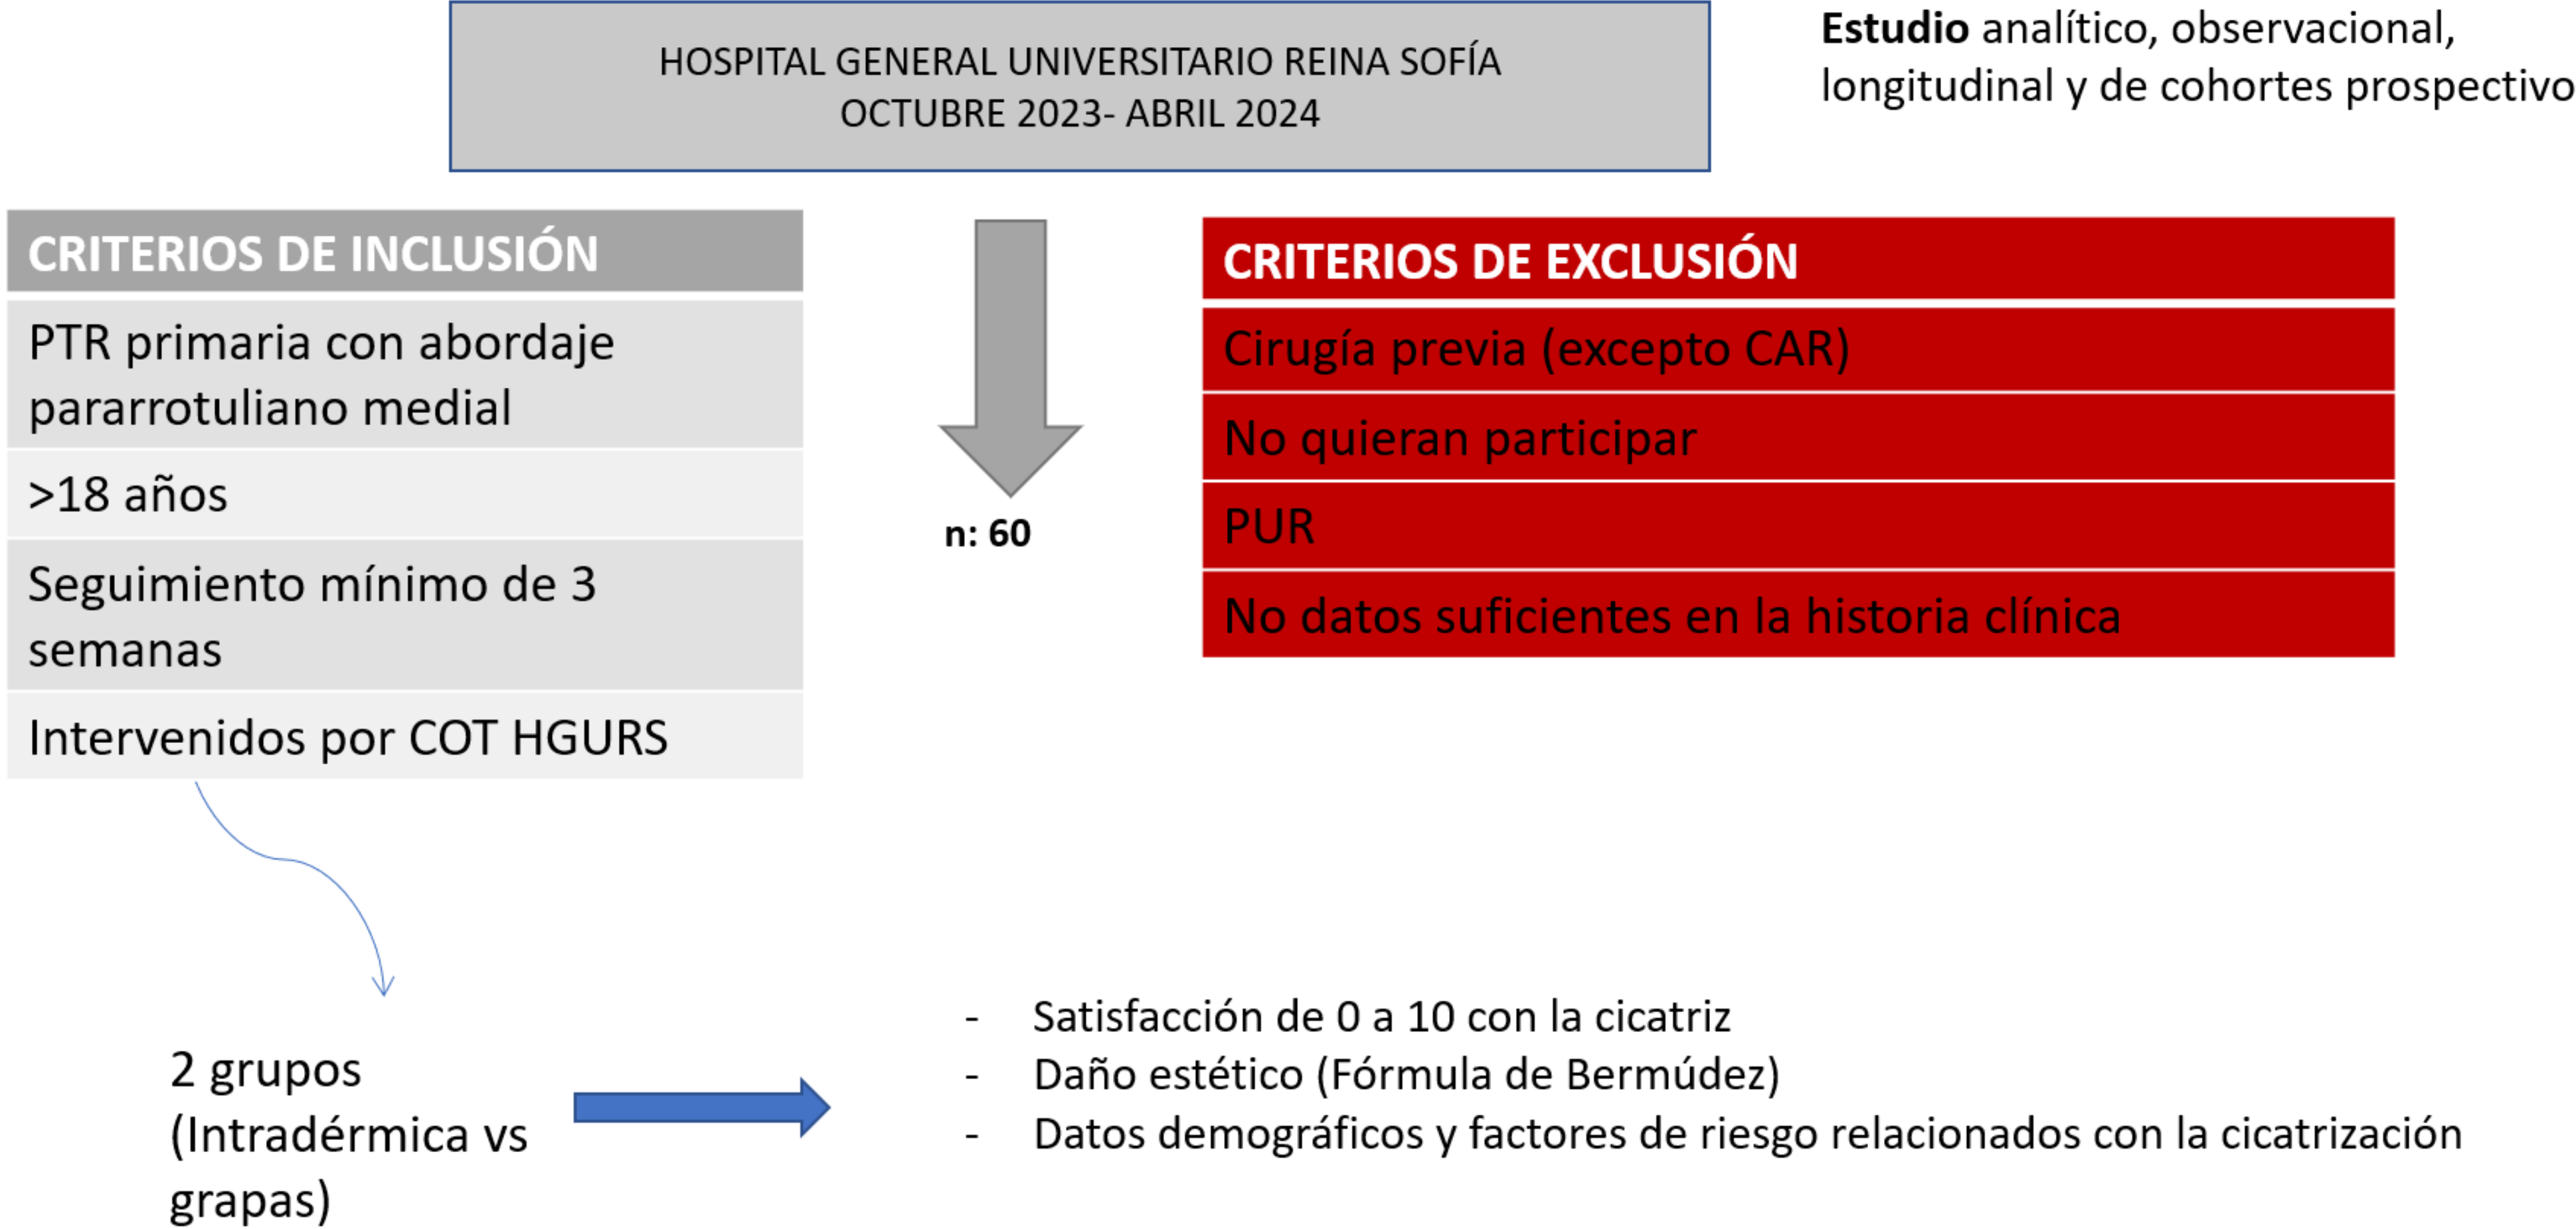 HOSPITAL GENERAL UNIVERSITARIO REINA SOFÍA
OCTUBRE 2023- ABRIL 2024
Estudio analítico, observacional,
longitudinal y de cohortes prospectivo
CRITERIOS DE INCLUSIÓN
PTR primaria con abordaje
pararrotuliano medial
>18 años
Seguimiento mínimo de 3
semanas
Intervenidos por COT HGURS
n: 60
CRITERIOS DE EXCLUSIÓN
Cirugía previa (excepto CAR)
No quieran participar
PUR
No datos suficientes en la historia clínica
2 grupos
(Intradérmica vs
grapas)
- Satisfacción de 0 a 10 con la cicatriz
- Daño estético (Fórmula de Bermúdez)
- Datos demográficos y factores de riesgo relacionados con la cicatrización